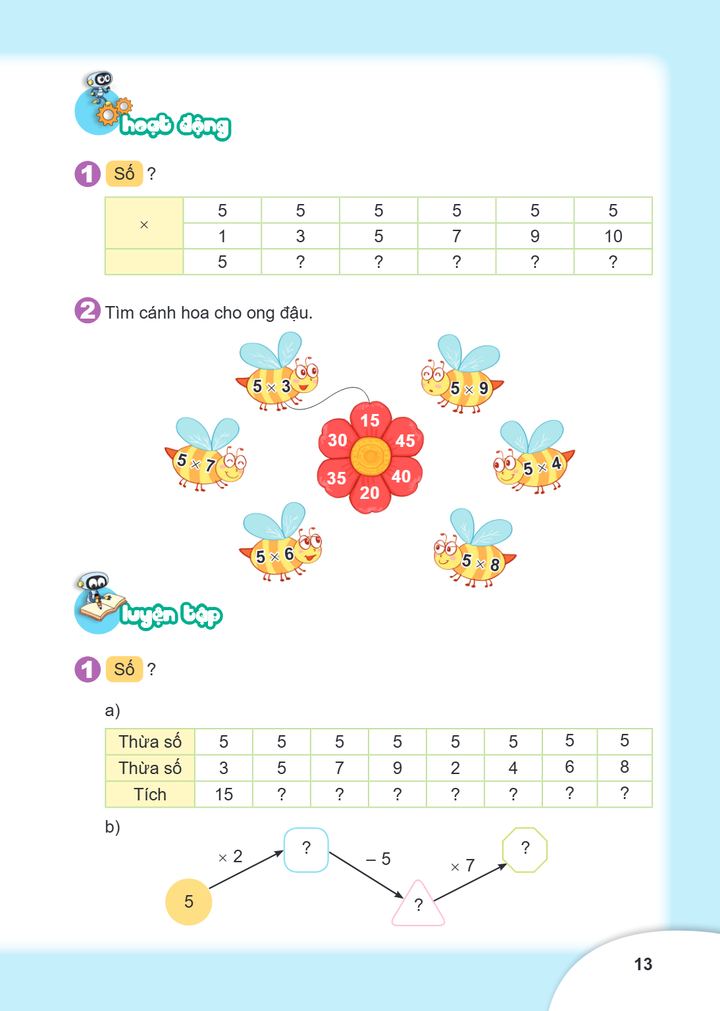 hoạt động
1 Số ?
× 5 5 5 5 5 5
1 3 5 7 9 10
5 ? ? ? ? ?
2 Tìm cánh hoa cho ong đậu.
5 × 3
5 × 9
15
30
45
5 × 7
5 × 4
35
40
20
5 × 6
5 × 8
luyện tập
1 Số ?
a)
Thừa số 5 5 5 5 5 5 5 5
Thừa số 3 5 7 9 2 4 6 8
Tích 15 ? ? ? ? ? ? ?
b)
5
× 2
?
– 5
?
× 7
?
13